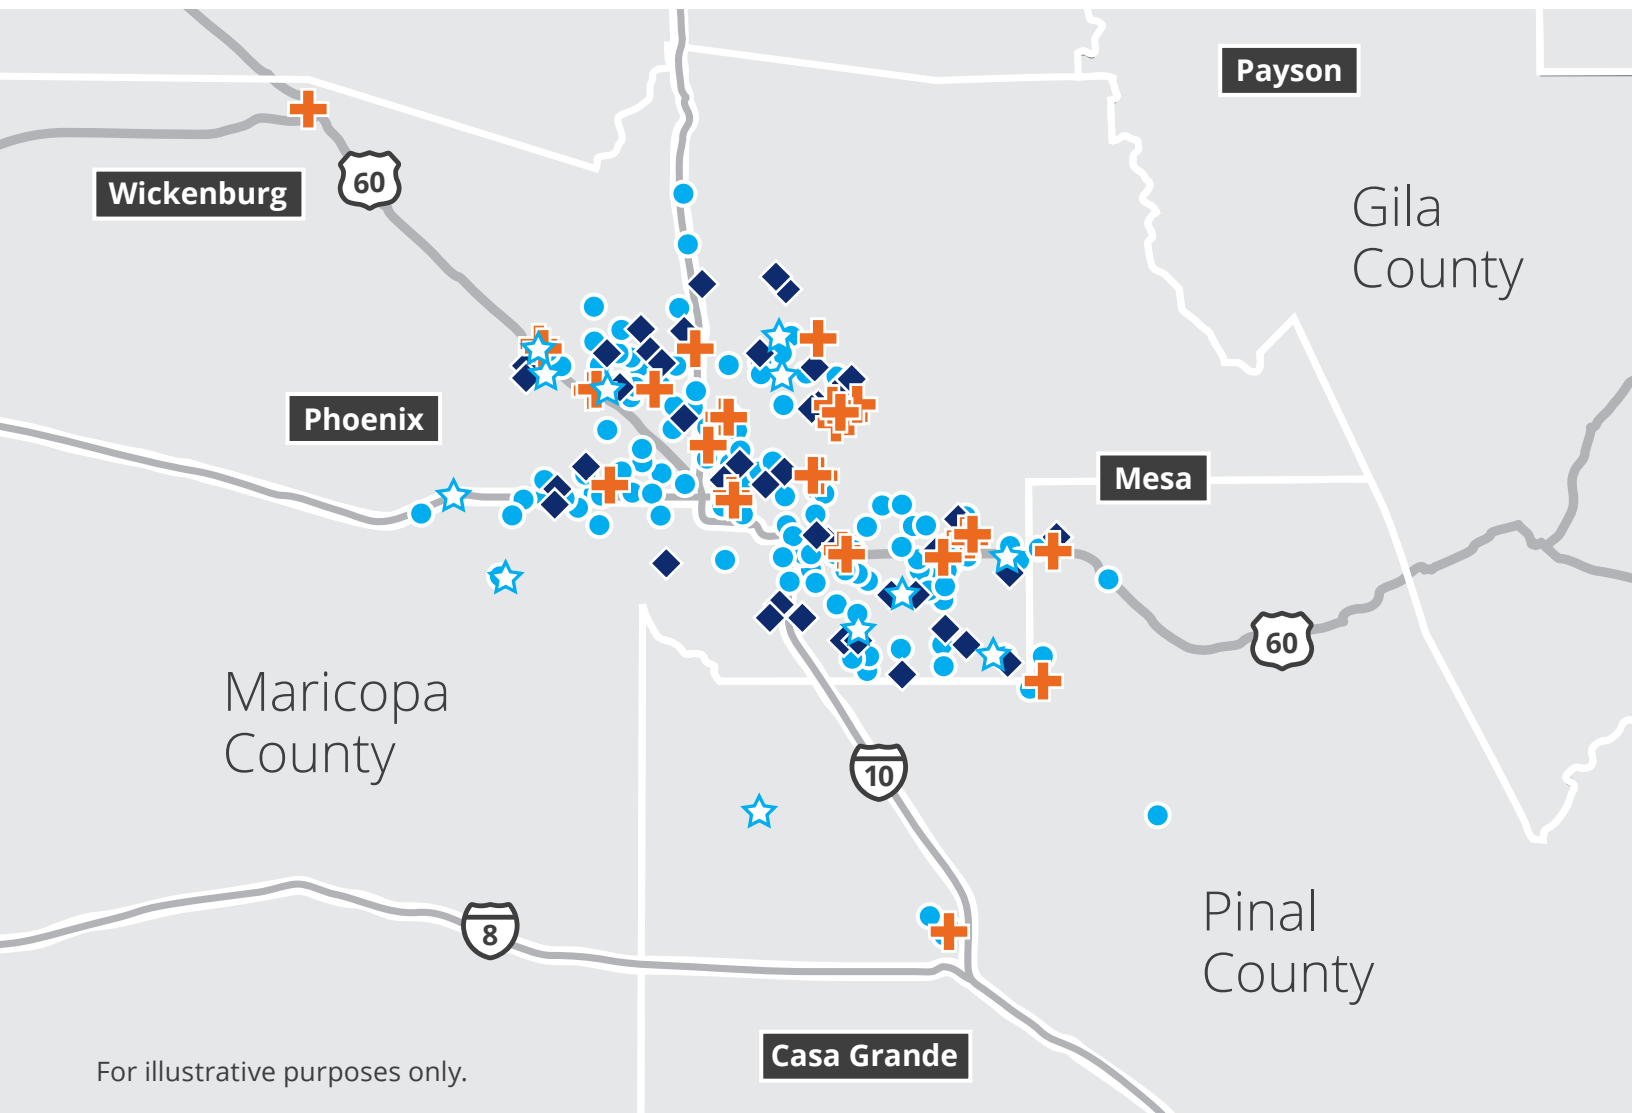 Payson
Wickenburg
60
Gila
County
Phoenix
Mesa
60
Maricopa
County
10
Pinal
County
8
Casa Grande
For illustrative purposes only.